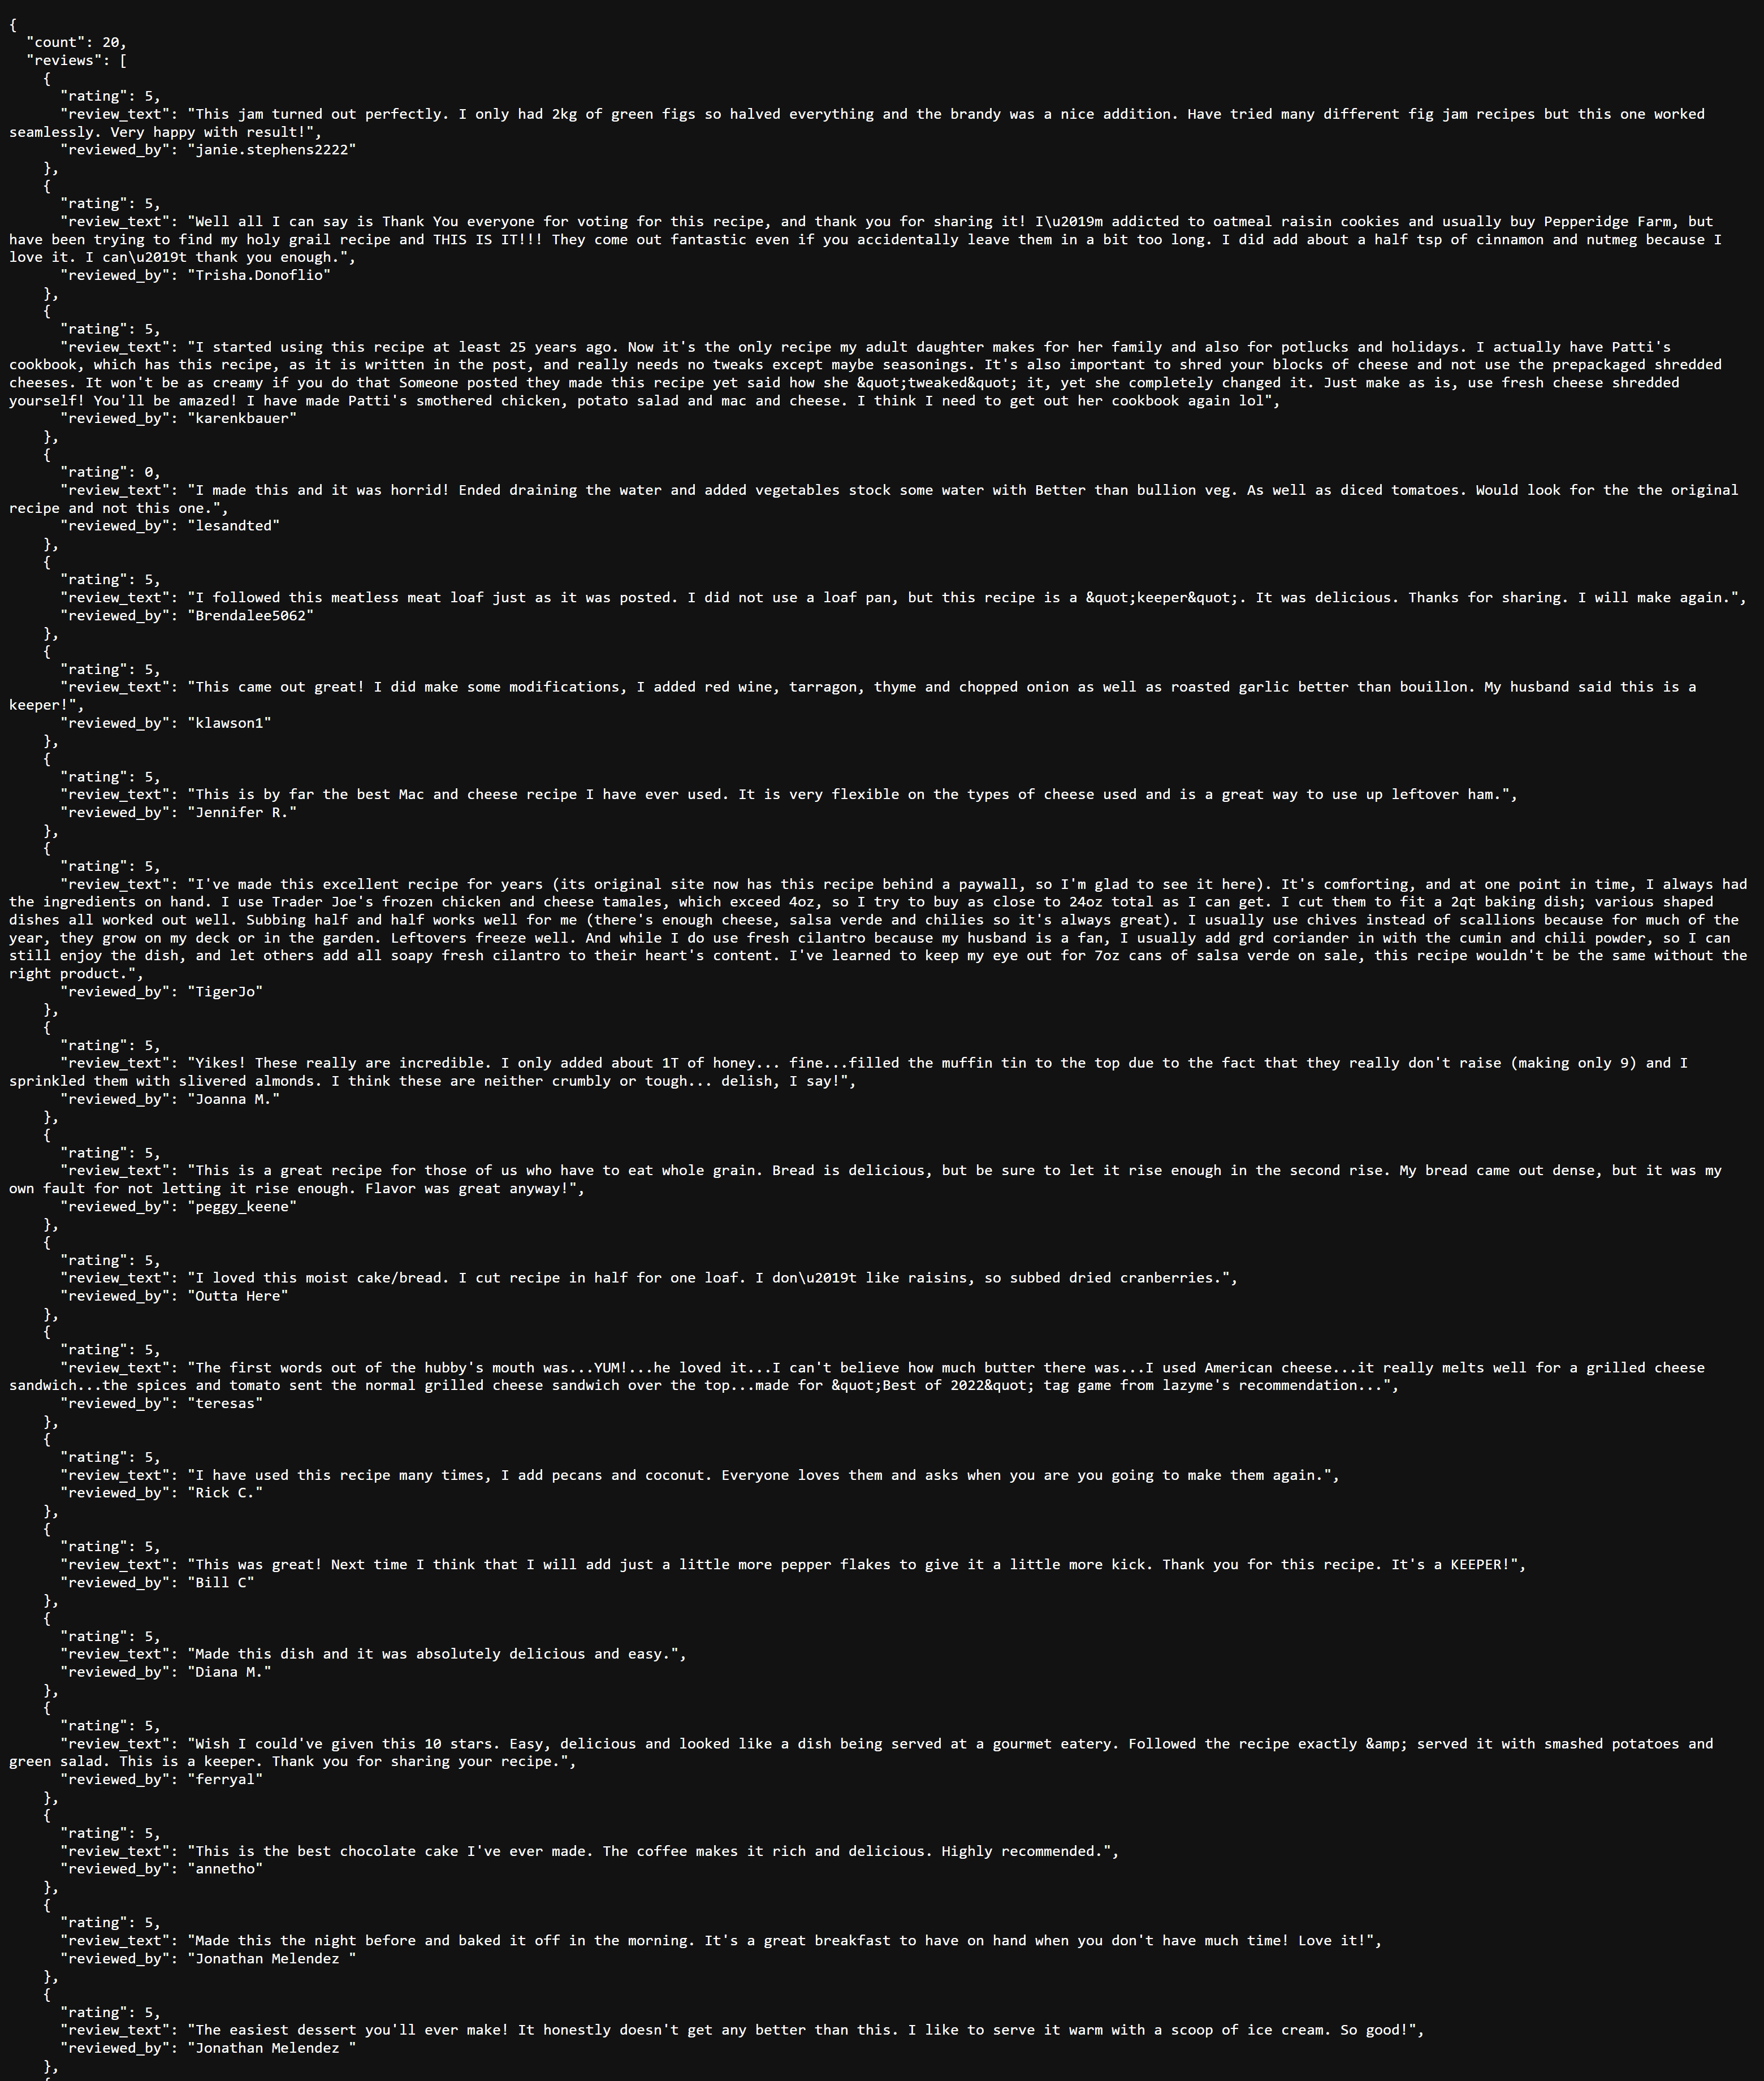 {
"count": 20,
"reviews": [
{
"rating": 5,
"review_text": "This jam turned out perfectly. I only had 2kg of green figs so halved everything and the brandy was a nice addition. Have tried many different fig jam recipes but this one worked
seamlessly. Very happy with result!",
"reviewed_by": "janie.stephens2222"
},
{
"rating": 5,
"review_text": "Well all I can say is Thank You everyone for voting for this recipe, and thank you for sharing it! I\u2019m addicted to oatmeal raisin cookies and usually buy Pepperidge Farm, but
have been trying to find my holy grail recipe and THIS IS IT!!! They come out fantastic even if you accidentally leave them in a bit too long. I did add about a half tsp of cinnamon and nutmeg because I
love it. I can\u2019t thank you enough.",
"reviewed_by": "Trisha.Donoflio"
},
{
"rating": 5,
"review_text": "I started using this recipe at least 25 years ago. Now it's the only recipe my adult daughter makes for her family and also for potlucks and holidays. I actually have Patti's
cookbook, which has this recipe, as it is written in the post, and really needs no tweaks except maybe seasonings. It's also important to shred your blocks of cheese and not use the prepackaged shredded
cheeses. It won't be as creamy if you do that Someone posted they made this recipe yet said how she &quot;tweaked&quot; it, yet she completely changed it. Just make as is, use fresh cheese shredded
yourself! You'll be amazed! I have made Patti's smothered chicken, potato salad and mac and cheese. I think I need to get out her cookbook again lol",
"reviewed_by": "karenkbauer"
},
{
"rating": 0,
"review_text": "I made this and it was horrid! Ended draining the water and added vegetables stock some water with Better than bullion veg. As well as diced tomatoes. Would look for the the original
recipe and not this one.",
"reviewed_by": "lesandted"
},
{
"rating": 5,
"review_text": "I followed this meatless meat loaf just as it was posted. I did not use a loaf pan, but this recipe is a &quot;keeper&quot;. It was delicious. Thanks for sharing. I will make again.",
"reviewed_by": "Brendalee5062"
},
{
"rating": 5,
"review_text": "This came out great! I did make some modifications, I added red wine, tarragon, thyme and chopped onion as well as roasted garlic better than bouillon. My husband said this is a
keeper!",
"reviewed_by": "klawson1"
},
{
"rating": 5,
"review_text": "This is by far the best Mac and cheese recipe I have ever used. It is very flexible on the types of cheese used and is a great way to use up leftover ham.",
"reviewed_by": "Jennifer R."
},
{
"rating": 5,
"review_text": "I've made this excellent recipe for years (its original site now has this recipe behind a paywall, so I'm glad to see it here). It's comforting, and at one point in time, I always had
the ingredients on hand. I use Trader Joe's frozen chicken and cheese tamales, which exceed 4oz, so I try to buy as close to 24oz total as I can get. I cut them to fit a 2qt baking dish; various shaped
dishes all worked out well. Subbing half and half works well for me (there's enough cheese, salsa verde and chilies so it's always great). I usually use chives instead of scallions because for much of the
year, they grow on my deck or in the garden. Leftovers freeze well. And while I do use fresh cilantro because my husband is a fan, I usually add grd coriander in with the cumin and chili powder, so I can
still enjoy the dish, and let others add all soapy fresh cilantro to their heart's content. I've learned to keep my eye out for 7oz cans of salsa verde on sale, this recipe wouldn't be the same without the
right product.",
"reviewed_by": "TigerJo"
},
{
"rating": 5,
"review_text": "Yikes! These really are incredible. I only added about 1T of honey... fine...filled the muffin tin to the top due to the fact that they really don't raise (making only 9) and I
sprinkled them with slivered almonds. I think these are neither crumbly or tough... delish, I say!",
"reviewed_by": "Joanna M."
},
{
"rating": 5,
"review_text": "This is a great recipe for those of us who have to eat whole grain. Bread is delicious, but be sure to let it rise enough in the second rise. My bread came out dense, but it was my
own fault for not letting it rise enough. Flavor was great anyway!",
"reviewed_by": "peggy_keene"
},
{
"rating": 5,
"review_text": "I loved this moist cake/bread. I cut recipe in half for one loaf. I don\u2019t like raisins, so subbed dried cranberries.",
"reviewed_by": "Outta Here"
},
{
"rating": 5,
"review_text": "The first words out of the hubby's mouth was...YUM!...he loved it...I can't believe how much butter there was...I used American cheese...it really melts well for a grilled cheese
sandwich...the spices and tomato sent the normal grilled cheese sandwich over the top...made for &quot;Best of 2022&quot; tag game from lazyme's recommendation...",
"reviewed_by": "teresas"
},
{
"rating": 5,
"review_text": "I have used this recipe many times, I add pecans and coconut. Everyone loves them and asks when you are you going to make them again.",
"reviewed_by": "Rick C."
},
{
"rating": 5,
"review_text": "This was great! Next time I think that I will add just a little more pepper flakes to give it a little more kick. Thank you for this recipe. It's a KEEPER!",
"reviewed_by": "Bill C"
},
{
"rating": 5,
"review_text": "Made this dish and it was absolutely delicious and easy.",
"reviewed_by": "Diana M."
},
{
"rating": 5,
"review_text": "Wish I could've given this 10 stars. Easy, delicious and looked like a dish being served at a gourmet eatery. Followed the recipe exactly &amp; served it with smashed potatoes and
green salad. This is a keeper. Thank you for sharing your recipe.",
"reviewed_by": "ferryal"
},
{
"rating": 5,
"review_text": "This is the best chocolate cake I've ever made. The coffee makes it rich and delicious. Highly recommended.",
"reviewed_by": "annetho"
},
{
"rating": 5,
"review_text": "Made this the night before and baked it off in the morning. It's a great breakfast to have on hand when you don't have much time! Love it!",
"reviewed_by": "Jonathan Melendez "
},
{
"rating": 5,
"review_text": "The easiest dessert you'll ever make! It honestly doesn't get any better than this. I like to serve it warm with a scoop of ice cream. So good!",
"reviewed_by": "Jonathan Melendez "
},
{